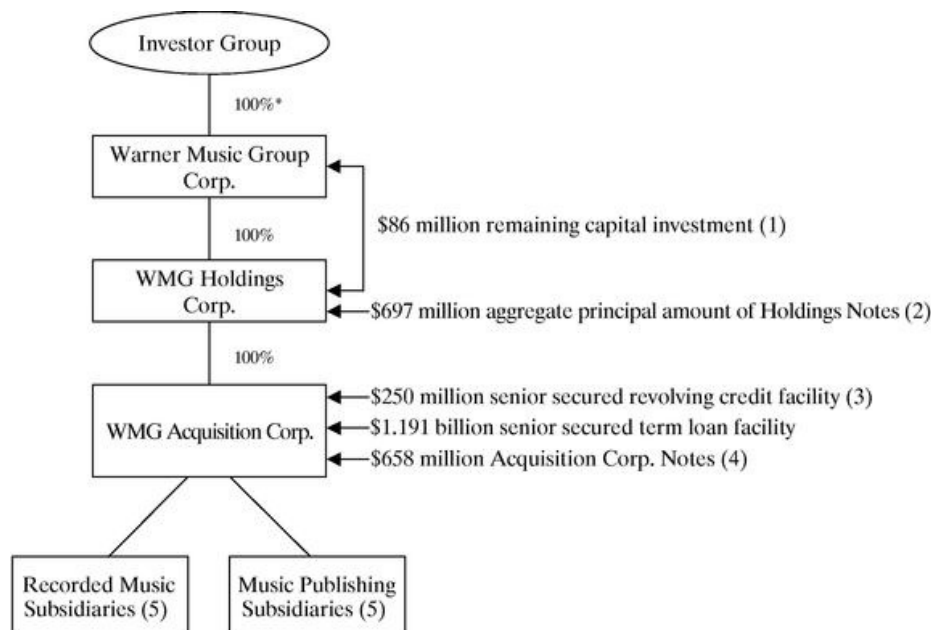 Investor Group
100%*
Warner Music Group
Corp.
$86 million remaining capital investment (1)
100%
WMG Holdings
Corp.
$697 million aggregate principal amount of Holdings Notes (2)
100%
$250 million senior secured revolving credit facility (3)
WMG Acquisition Corp.
$1.191 billion senior secured term loan facility
$658 million Acquisition Corp. Notes (4)
Recorded Music
Subsidiaries (5)
Music Publishing
Subsidiaries (5)